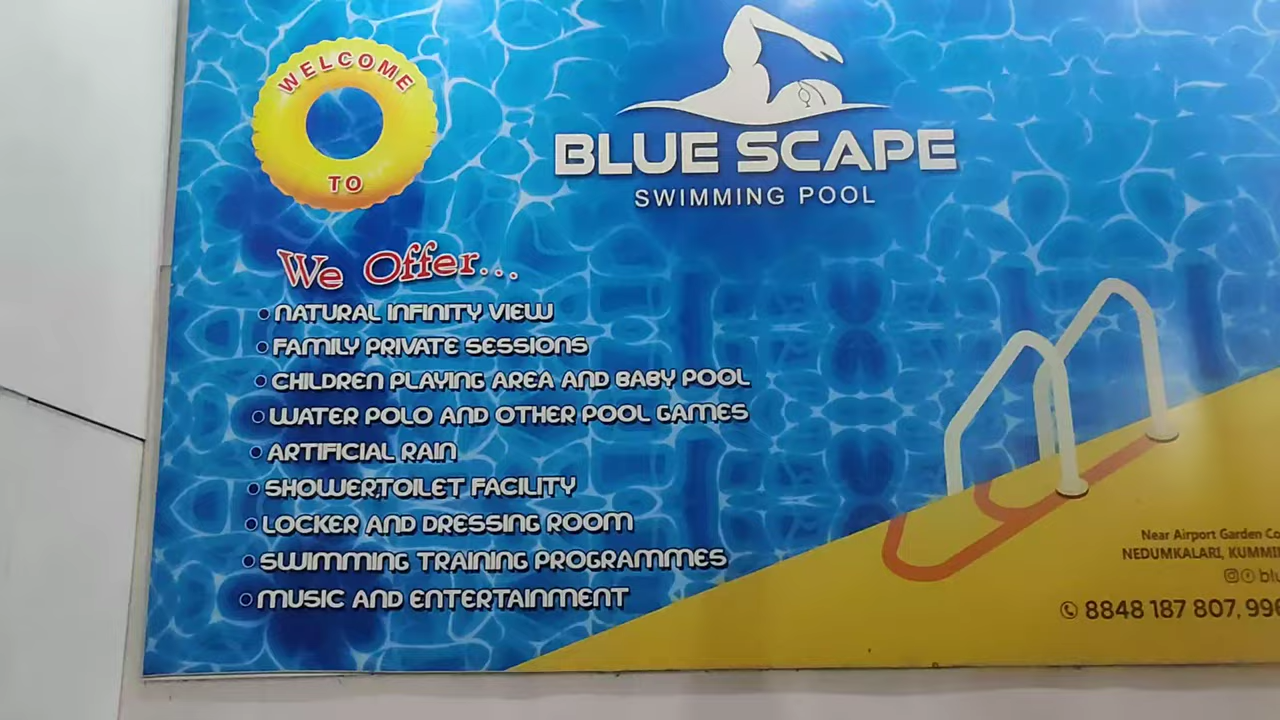 WELCOME
TO
BLUE SCAPE
SWIMMING POOL
We Offer...
NATURAL INFINITY VIEW
FAMILY PRIVATE SESSIONS
CHILDREN PLAYING AREA AND BABY POOL
WATER POLO AND OTHER POOL GAMES
ARTIFICIAL RAIN
SHOWER,TOILET FACILITY
LOCKER AND DRESSING ROOM
SWIMMING TRAINING PROGRAMMES
MUSIC AND ENTERTAINMENT
Near Airport Garden
NEDUMKALARI,
8848 187 807,